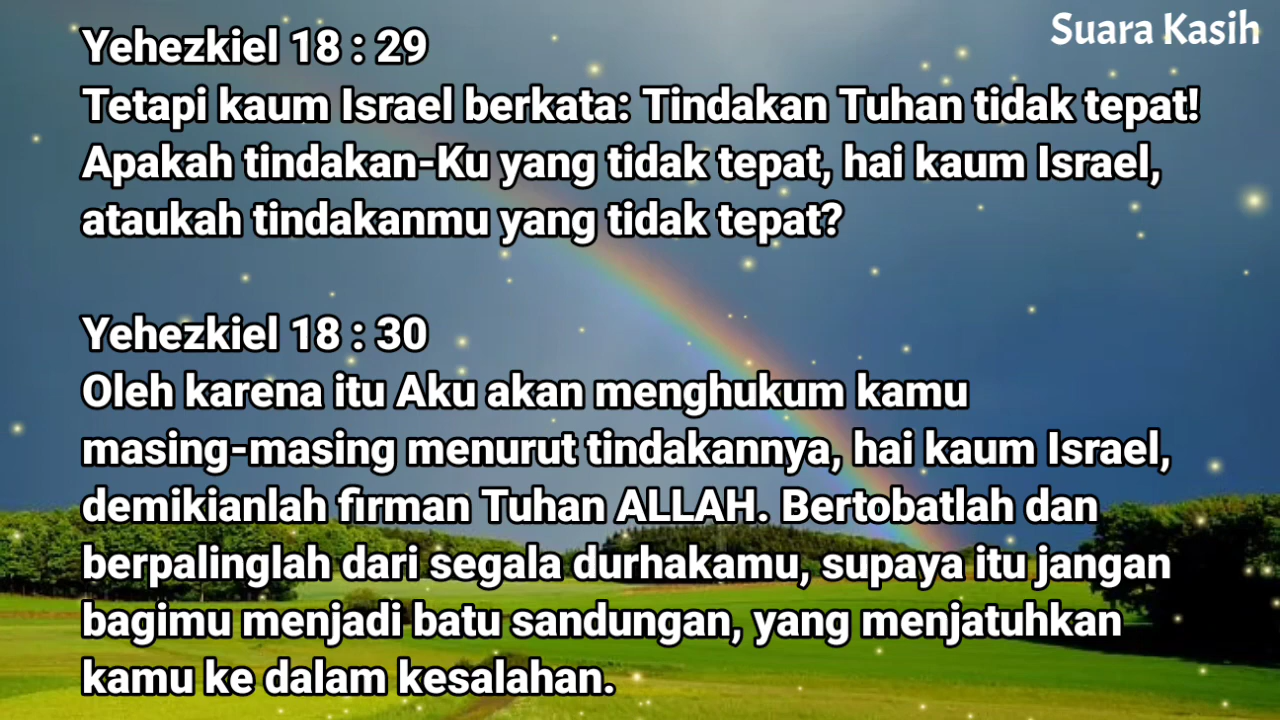 Suara Kasih
Yehezkiel 18 : 29
Tetapi kaum Israel berkata: Tindakan Tuhan tidak tepat!
Apakah tindakan-Ku yang tidak tepat, hai kaum Israel,
ataukah tindakanmu yang tidak tepat?
Yehezkiel 18 : 30
Oleh karena itu Aku akan menghukum kamu
masing-masing menurut tindakannya, hai kaum Israel,
demikianlah firman Tuhan ALLAH. Bertobatlah dan
berpalinglah dari segala durhakamu, supaya itu jangan
bagimu menjadi batu sandungan, yang menjatuhkan
kamu ke dalam kesalahan.